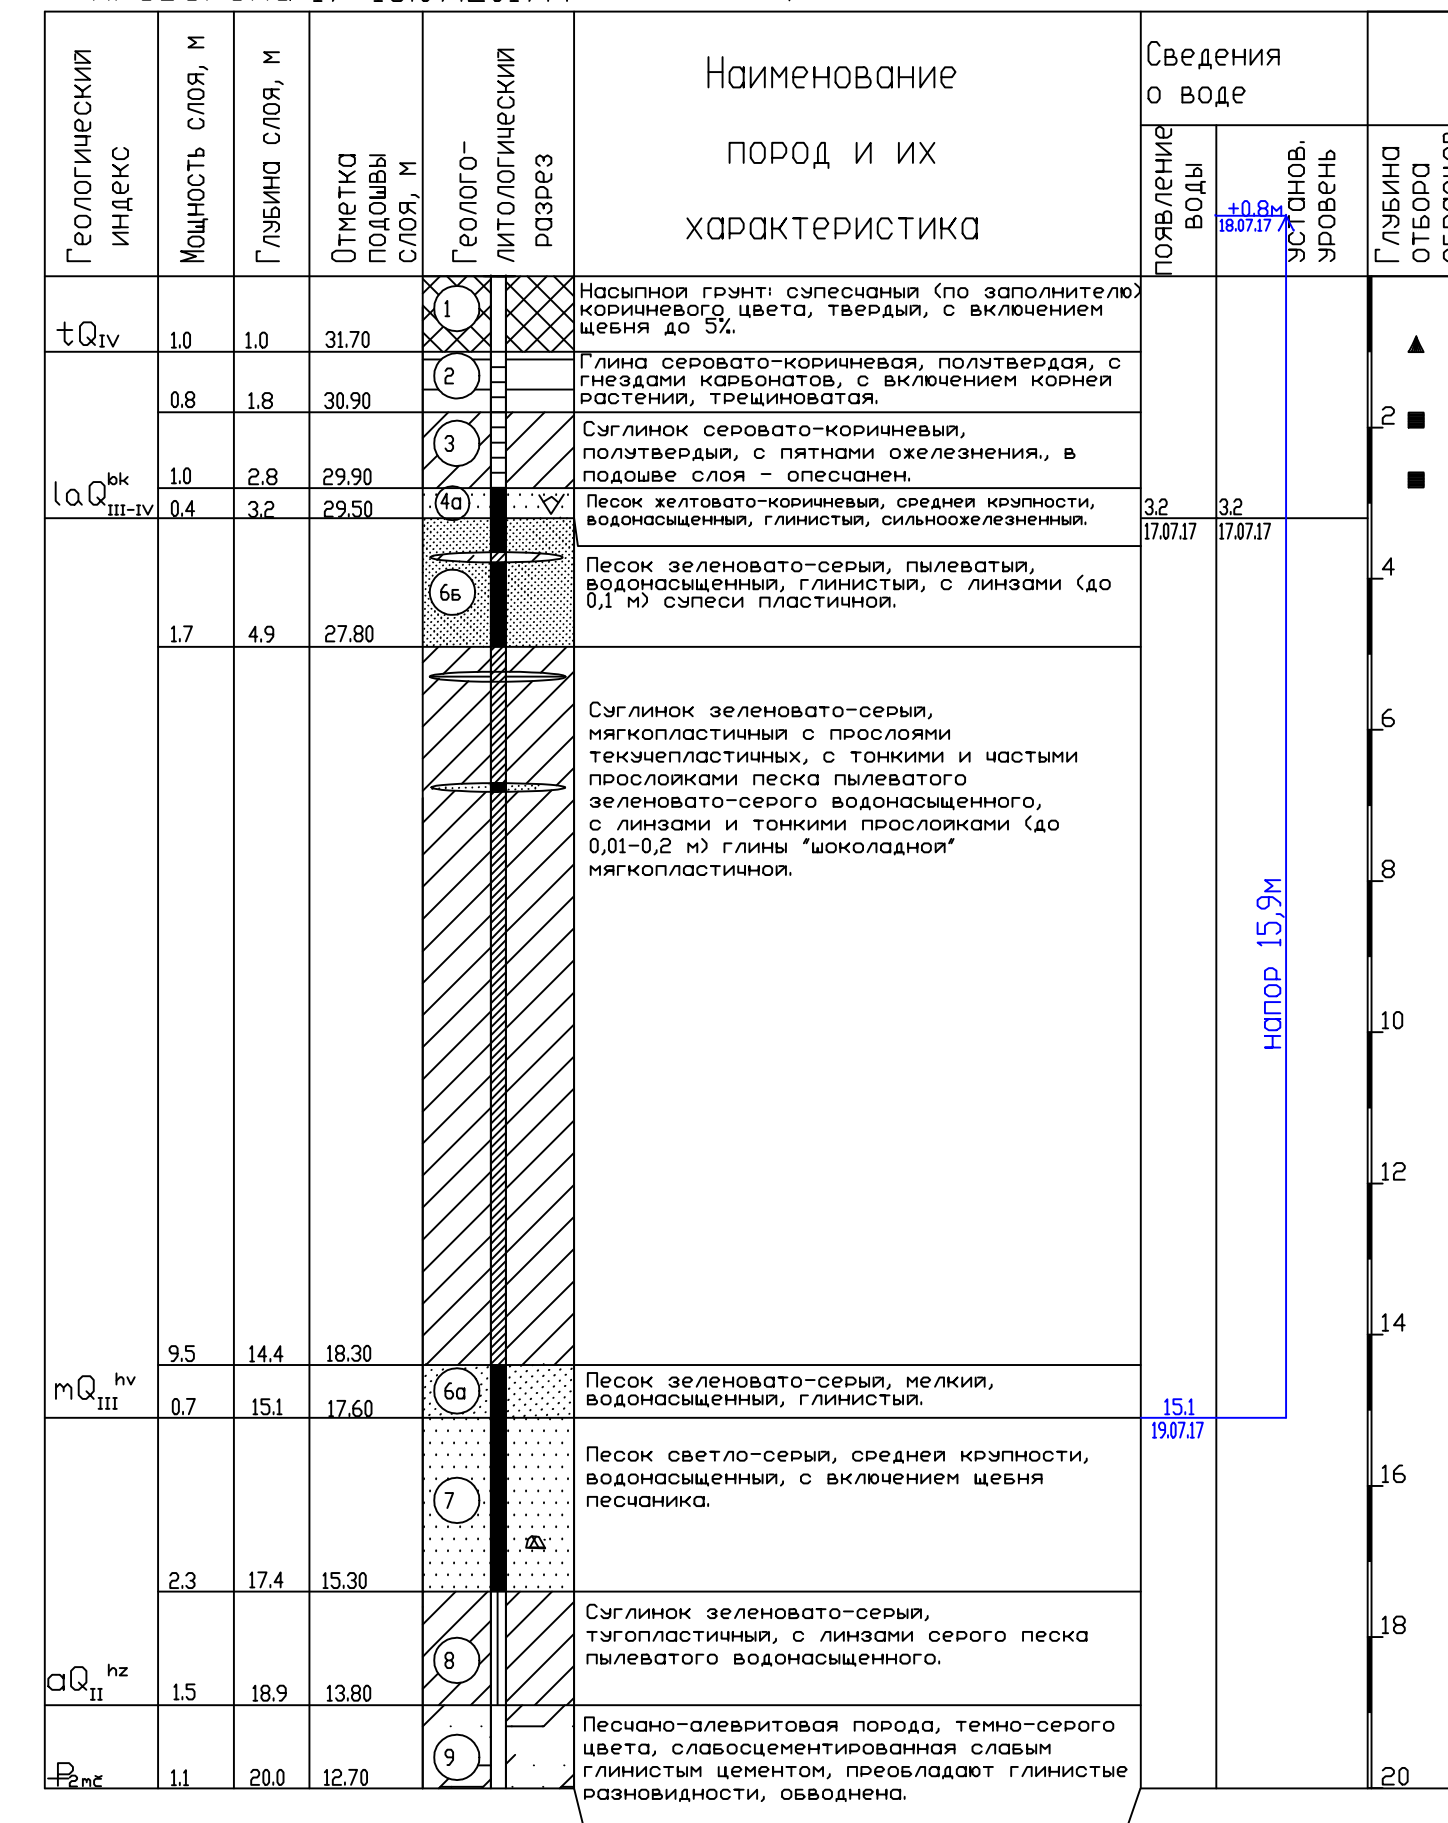 Геологический
индекс
Мощность слоя, м
Глубина слоя, м
Отметка
подошвы
слоя, м
Геолого-
литологический
разрез
Наименование
пород и их
характеристика
Сведения
о воде
появление
воды
установ.
уровень
+0.8м
18.07.17
Глубина
отбора
tQIV
1.0
1.0
31.70
1
Насыпной грунт: супесчаный (по заполнителю)
коричневого цвета, твердый, с включением
щебня до 5%.
0.8
1.8
30.90
2
Глина серовато-коричневая, полутвердая, с
гнездами карбонатов, с включением корней
растений, трещиноватая.
1.0
2.8
29.90
3
Суглинок серовато-коричневый,
полутвердый, с пятнами ожелезнения., в
подошве слоя - опесчанен.
2
laQIII-IV bk
0.4
3.2
29.50
4а
Песок желтовато-коричневый, средней крупности,
водонасыщенный, глинистый, сильноожелезненный.
3.2
17.07.17
3.2
17.07.17
1.7
4.9
27.80
6б
Песок зеленовато-серый, пылеватый,
водонасыщенный, глинистый, с линзами (до
0,1 м) супеси пластичной.
4
9.5
14.4
18.30
Суглинок зеленовато-серый,
мягкопластичный с прослоями
текучепластичных, с тонкими и частыми
прослойками песка пылеватого
зеленовато-серого водонасыщенного,
с линзами и тонкими прослойками (до
0,01-0,2 м) глины "шоколадной"
мягкопластичной.
напор 15,9м
6
8
10
12
14
mQIII hv
0.7
15.1
17.60
6а
Песок зеленовато-серый, мелкий,
водонасыщенный, глинистый.
15.1
19.07.17
2.3
17.4
15.30
7
Песок светло-серый, средней крупности,
водонасыщенный, с включением щебня
песчаника.
16
aQII hz
1.5
18.9
13.80
8
Суглинок зеленовато-серый,
тугопластичный, с линзами серого песка
пылеватого водонасыщенного.
18
P2mč
1.1
20.0
12.70
9
Песчано-алевритовая порода, темно-серого
цвета, слабосцементированная слабым
глинистым цементом, преобладают глинистые
разновидности, обводнена.
20